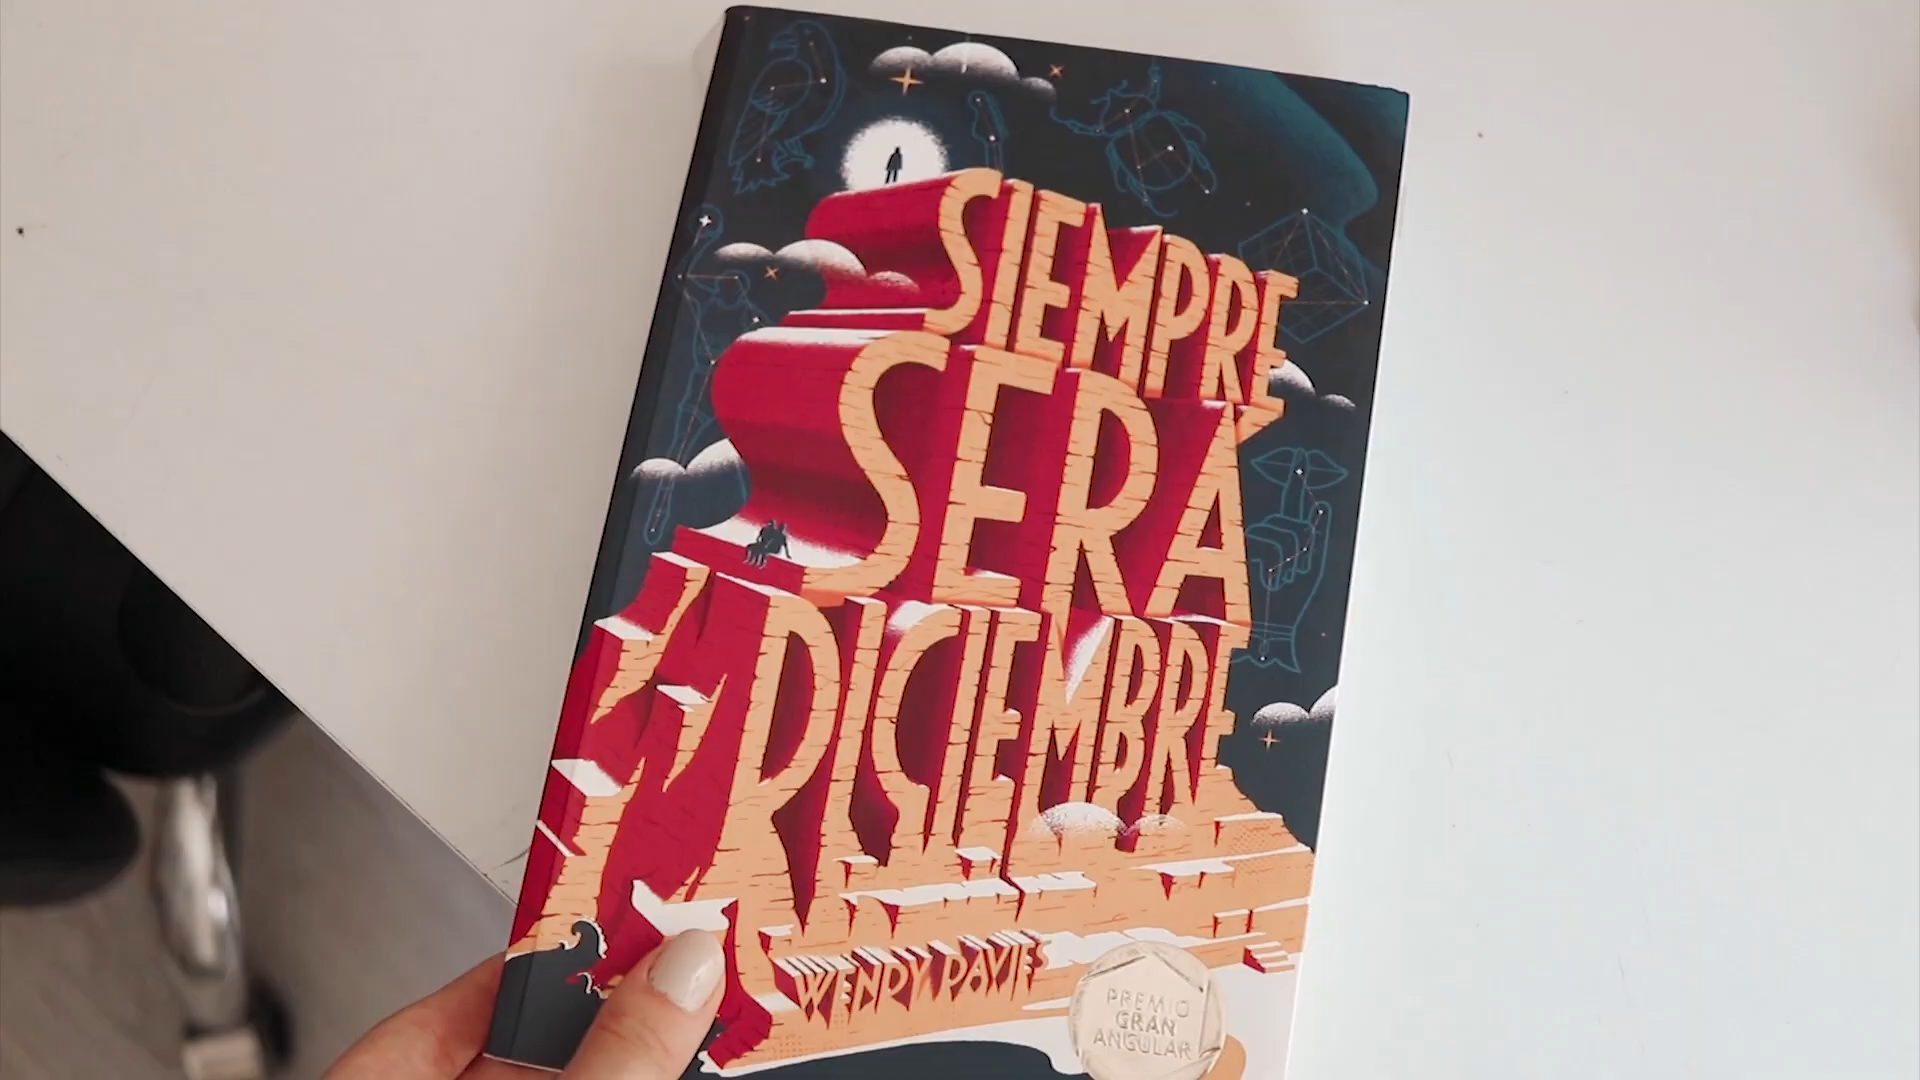 SIEMPRE
SERÁ
DICIEMBRE
WENDY DAVIES
PREMIO
GRAN
ANGULAR